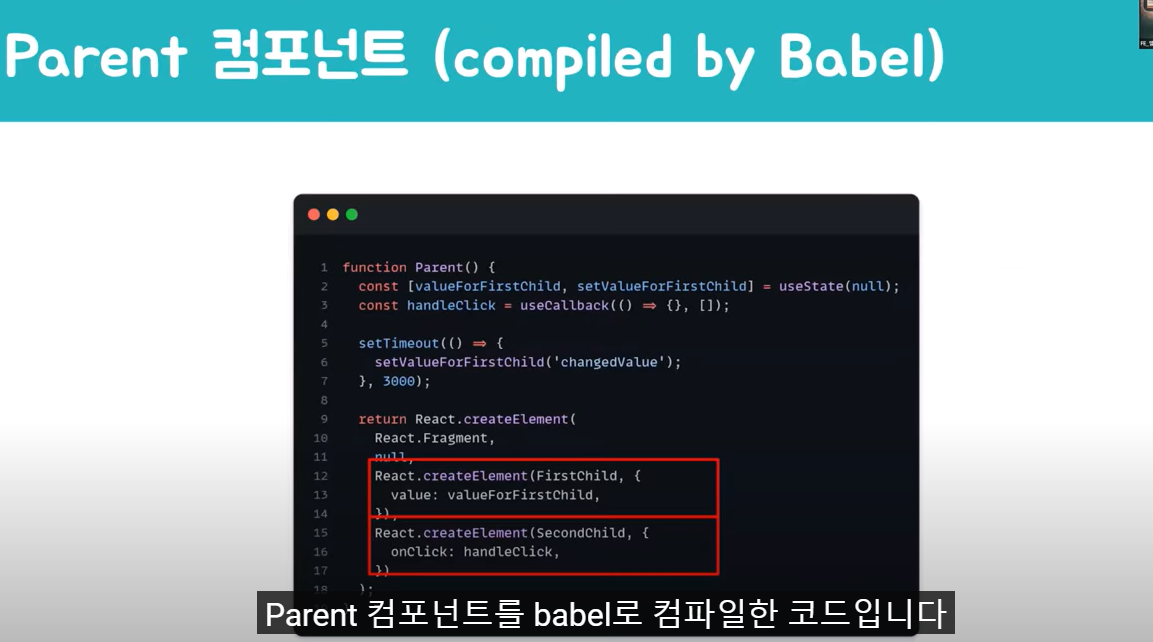 Parent 컴포넌트 (compiled by Babel)
1 function Parent() {
2 const [valueForFirstChild, setValueForFirstChild] = useState(null);
3 const handleClick = useCallback(() ⇒ {}, []);
4
5 setTimeout(() ⇒ {
6 setValueForFirstChild('changedValue');
7 }, 3000);
8
9 return React.createElement(
10 React.Fragment,
11 null,
12 React.createElement(FirstChild, {
13 value: valueForFirstChild,
14 }),
15 React.createElement(SecondChild, {
16 onClick: handleClick,
17 })
18 );
Parent 컴포넌트를 babel로 컴파일한 코드입니다